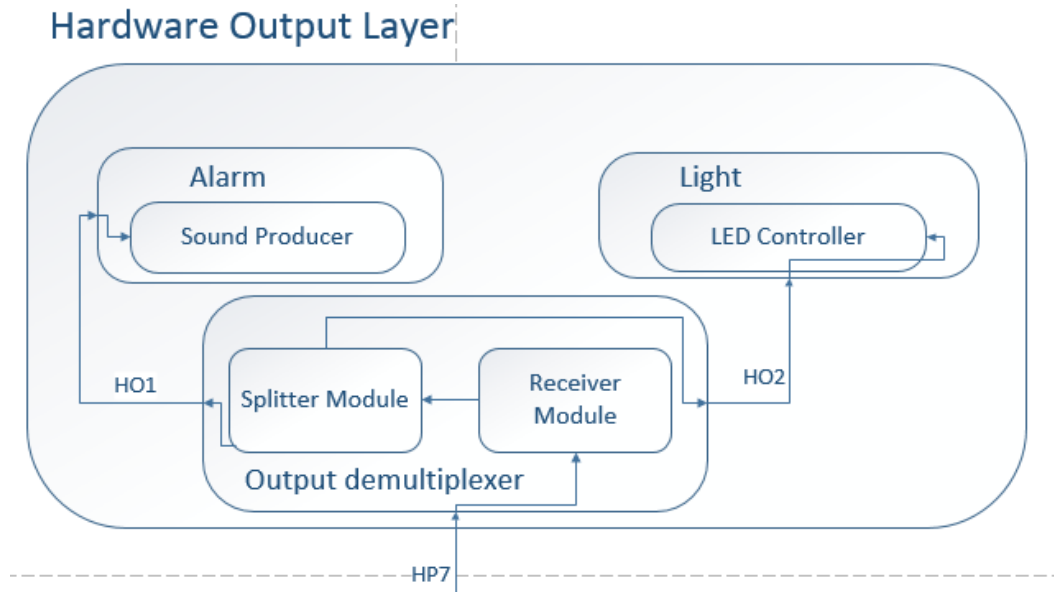 Hardware Output Layer
Alarm
Sound Producer
Light
LED Controller
HO1
Splitter Module
Receiver
Module
HO2
Output demultiplexer
HP7